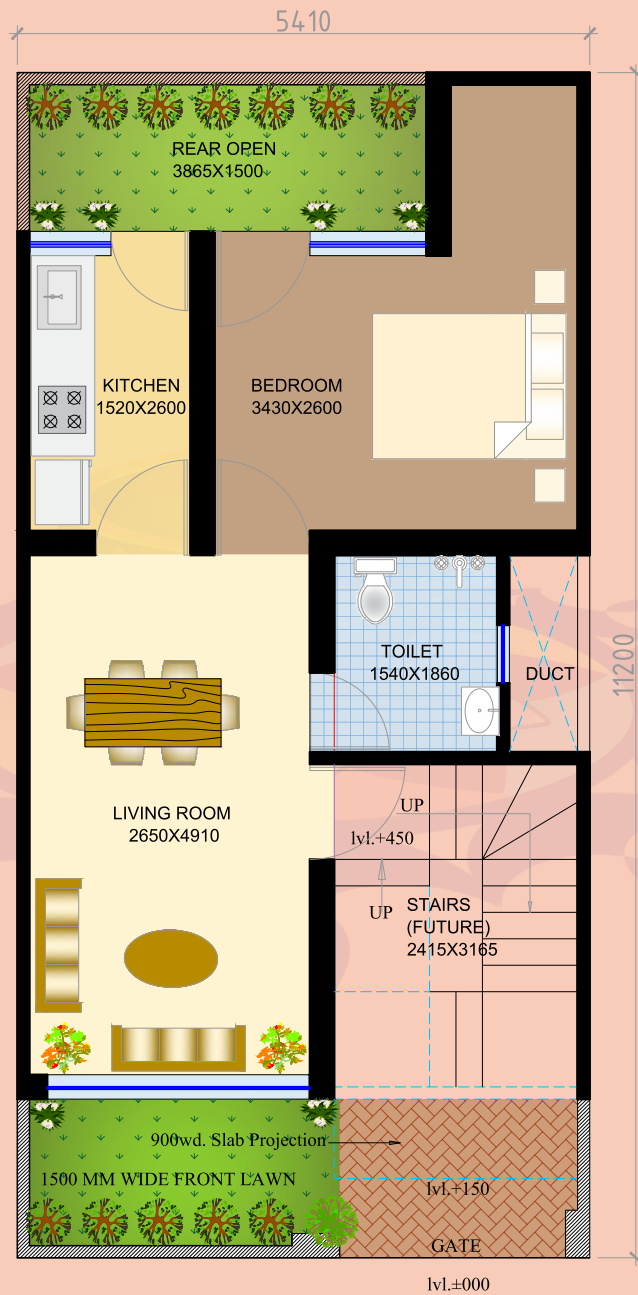 5410
REAR OPEN
3865X1500
KITCHEN
1520X2600
BEDROOM
3430X2600
11200
TOILET
1540X1860
DUCT
LIVING ROOM
2650X4910
UP
lvl.+450
UP
STAIRS
(FUTURE)
2415X3165
900wd. Slab Projection
1500 MM WIDE FRONT LAWN
lvl.+150
GATE
lvl.±000